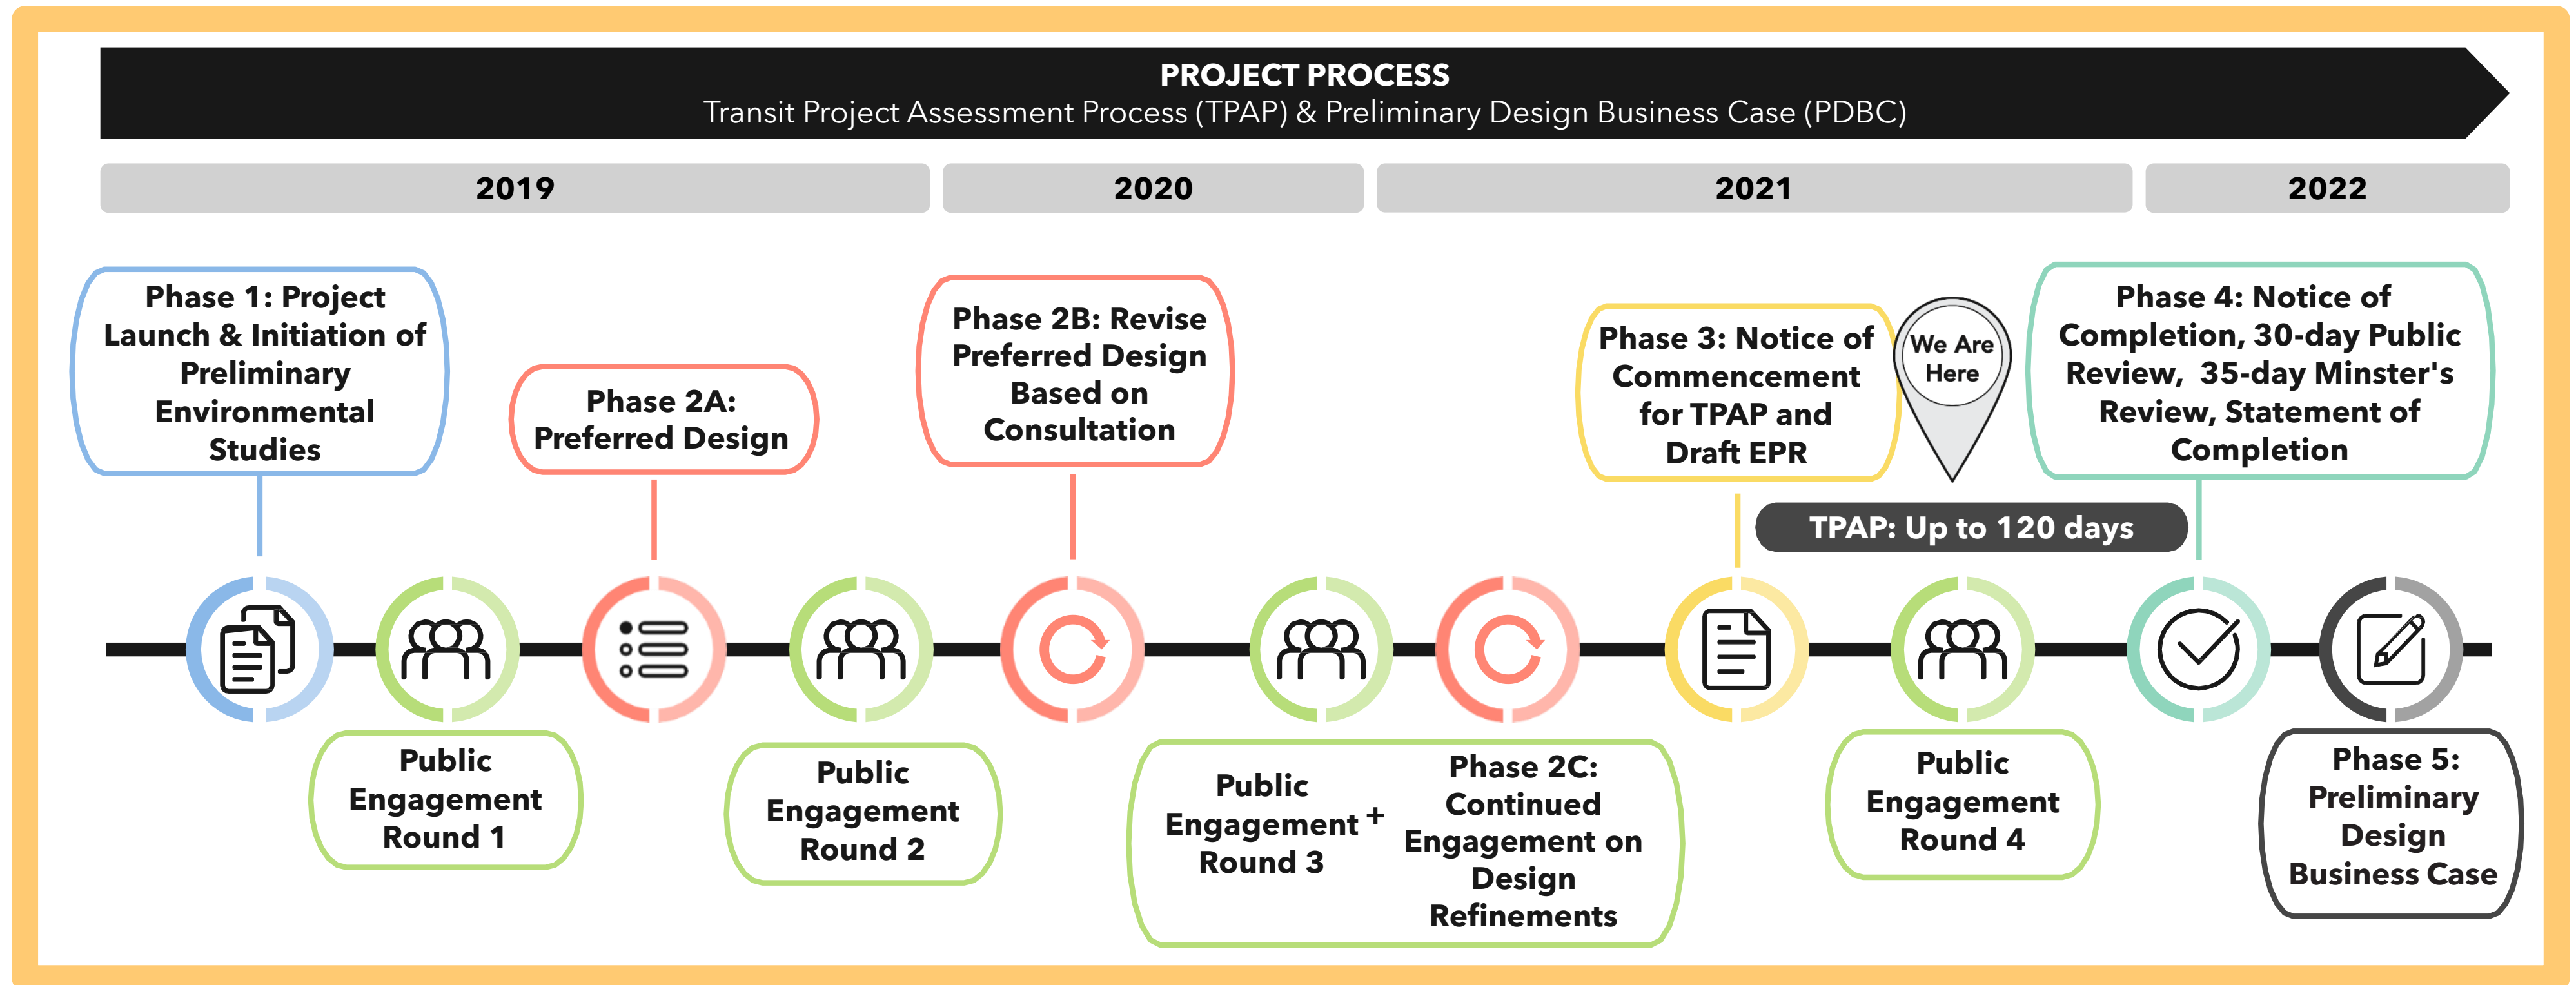 PROJECT PROCESS
Transit Project Assessment Process (TPAP) & Preliminary Design Business Case (PDBC)
2019
2020
2021
2022
Phase 1: Project
Launch & Initiation of
Preliminary
Environmental
Studies
Phase 2A:
Preferred Design
Phase 2B: Revise
Preferred Design
Based on
Consultation
Phase 3: Notice of
Commencement
for TPAP and
Draft EPR
We Are
Here
Phase 4: Notice of
Completion, 30-day Public
Review, 35-day Minster's
Review, Statement of
Completion
TPAP: Up to 120 days
Public
Engagement
Round 1
Public
Engagement
Round 2
Public
Engagement +
Round 3
Phase 2C:
Continued
Engagement on
Design
Refinements
Public
Engagement
Round 4
Phase 5:
Preliminary
Design
Business Case